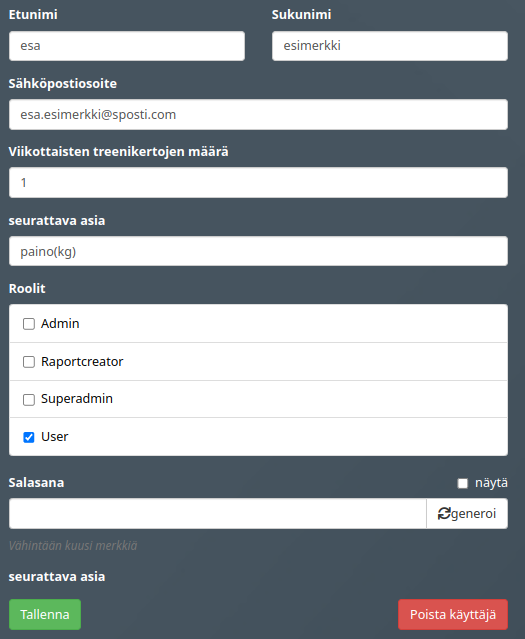 Etunimi Sukunimi
esa esimerkki
Sähköpostiosoite
esa.esimerkki@sposti.com
Viikottaisten treenikertojen määrä
1
seurattava asia
paino(kg)
Roolit
Admin
Raportcreator
Superadmin
User
Salasana näytä
generoi
Vähintään kuusi merkkiä
seurattava asia
Tallenna Poista käyttäjä